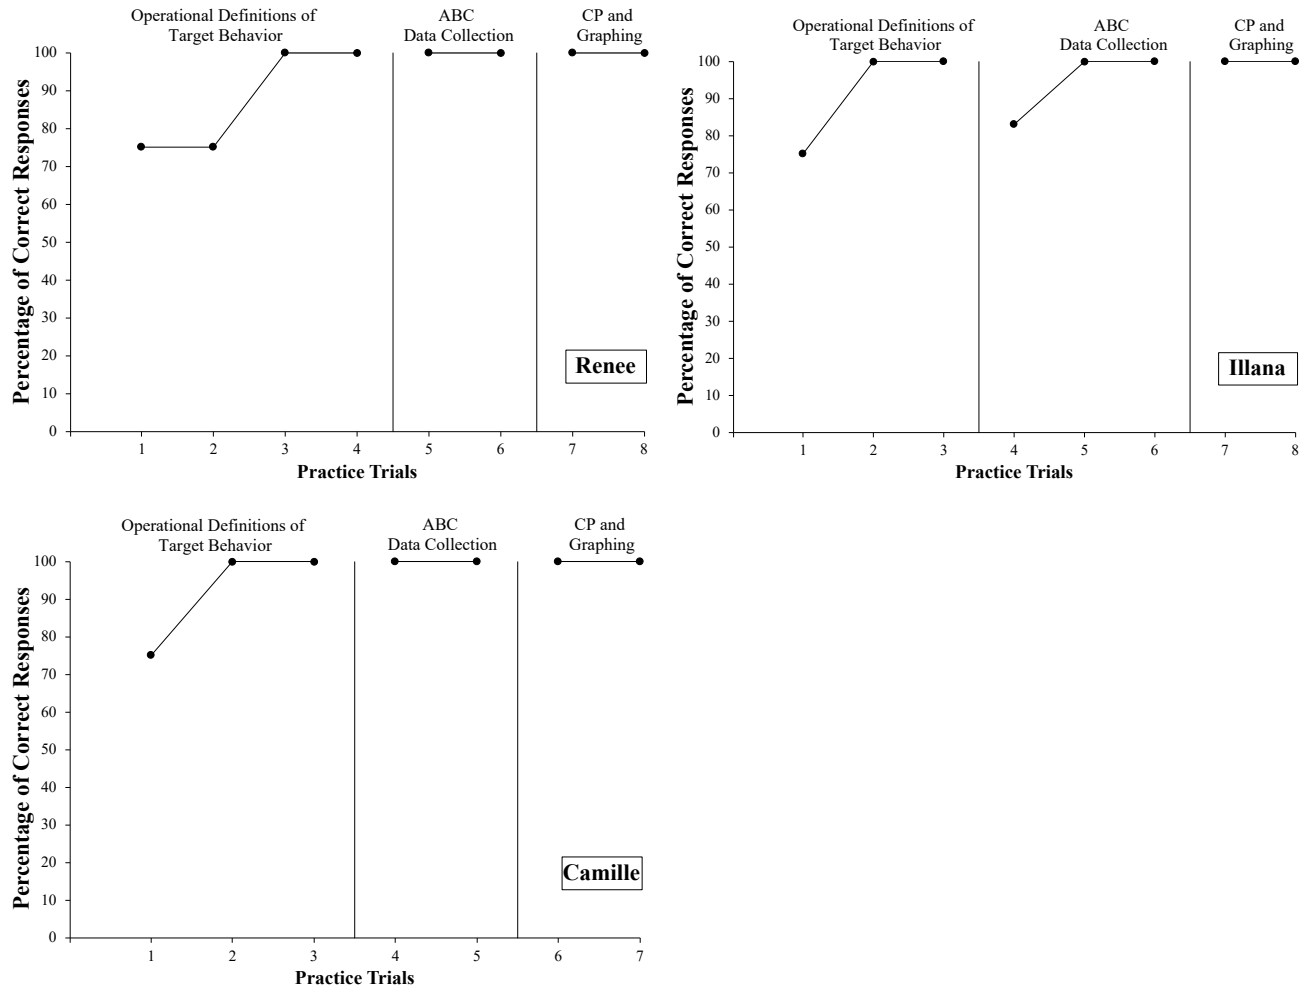 Operational Definitions of
Target Behavior
ABC
Data Collection
CP and
Graphing
Percentage of Correct Responses
100
90
80
70
60
50
40
30
20
10
0
1
2
3
4
5
6
7
8
Practice Trials
Renee
Operational Definitions of
Target Behavior
ABC
Data Collection
CP and
Graphing
Percentage of Correct Responses
100
90
80
70
60
50
40
30
20
10
0
1
2
3
4
5
6
7
8
Practice Trials
Illana
Operational Definitions of
Target Behavior
ABC
Data Collection
CP and
Graphing
Percentage of Correct Responses
100
90
80
70
60
50
40
30
20
10
0
1
2
3
4
5
6
7
Practice Trials
Camille